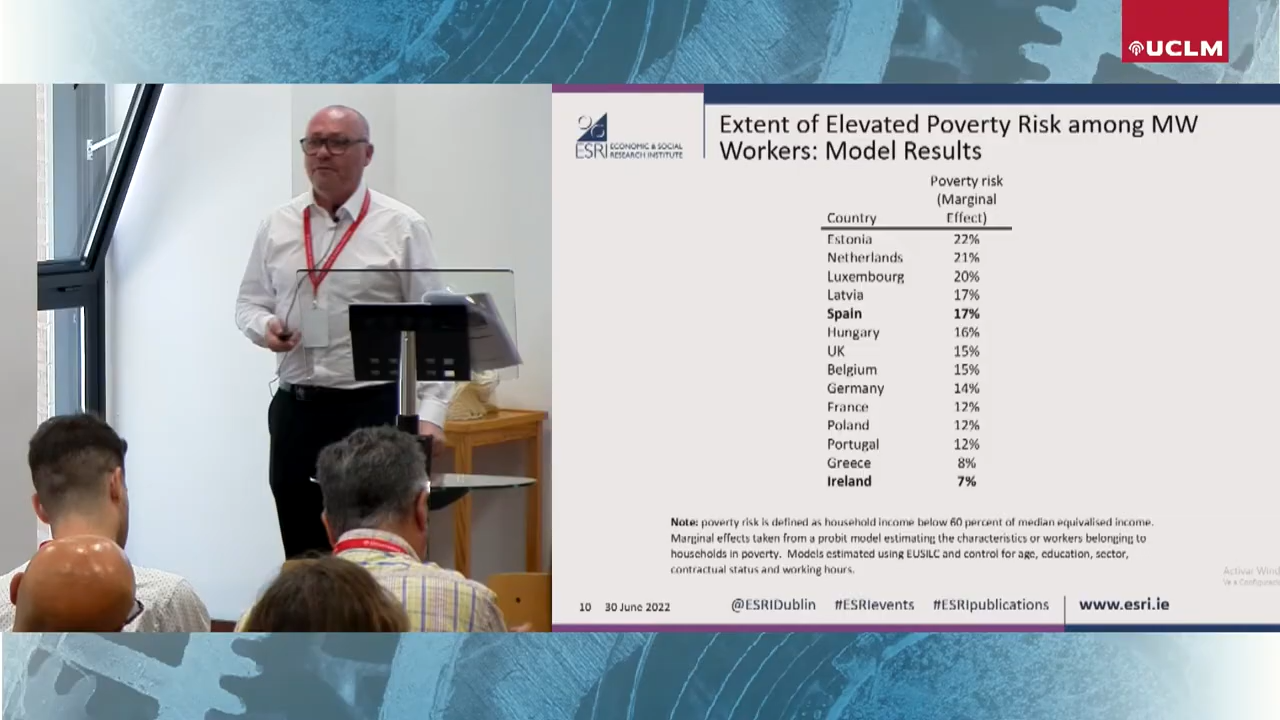 UCLM
ESRI
ECONOMIC & SOCIAL
RESEARCH INSTITUTE
Extent of Elevated Poverty Risk among MW
Workers: Model Results
Poverty risk
(Marginal
Country Effect)
Estonia 22%
Netherlands 21%
Luxembourg 20%
Latvia 17%
Spain 17%
Hungary 16%
UK 15%
Belgium 15%
Germany 14%
France 12%
Poland 12%
Portugal 12%
Greece 8%
Ireland 7%
Note: poverty risk is defined as household income below 60 percent of median equivalised income.
Marginal effects taken from a probit model estimating the characteristics or workers belonging to
households in poverty. Models estimated using EUSILC and control for age, education, sector,
contractual status and working hours.
Activar Wind
Ve a Configuració
10 30 June 2022 @ESRIDublin #ESRIevents #ESRIpublications www.esri.ie